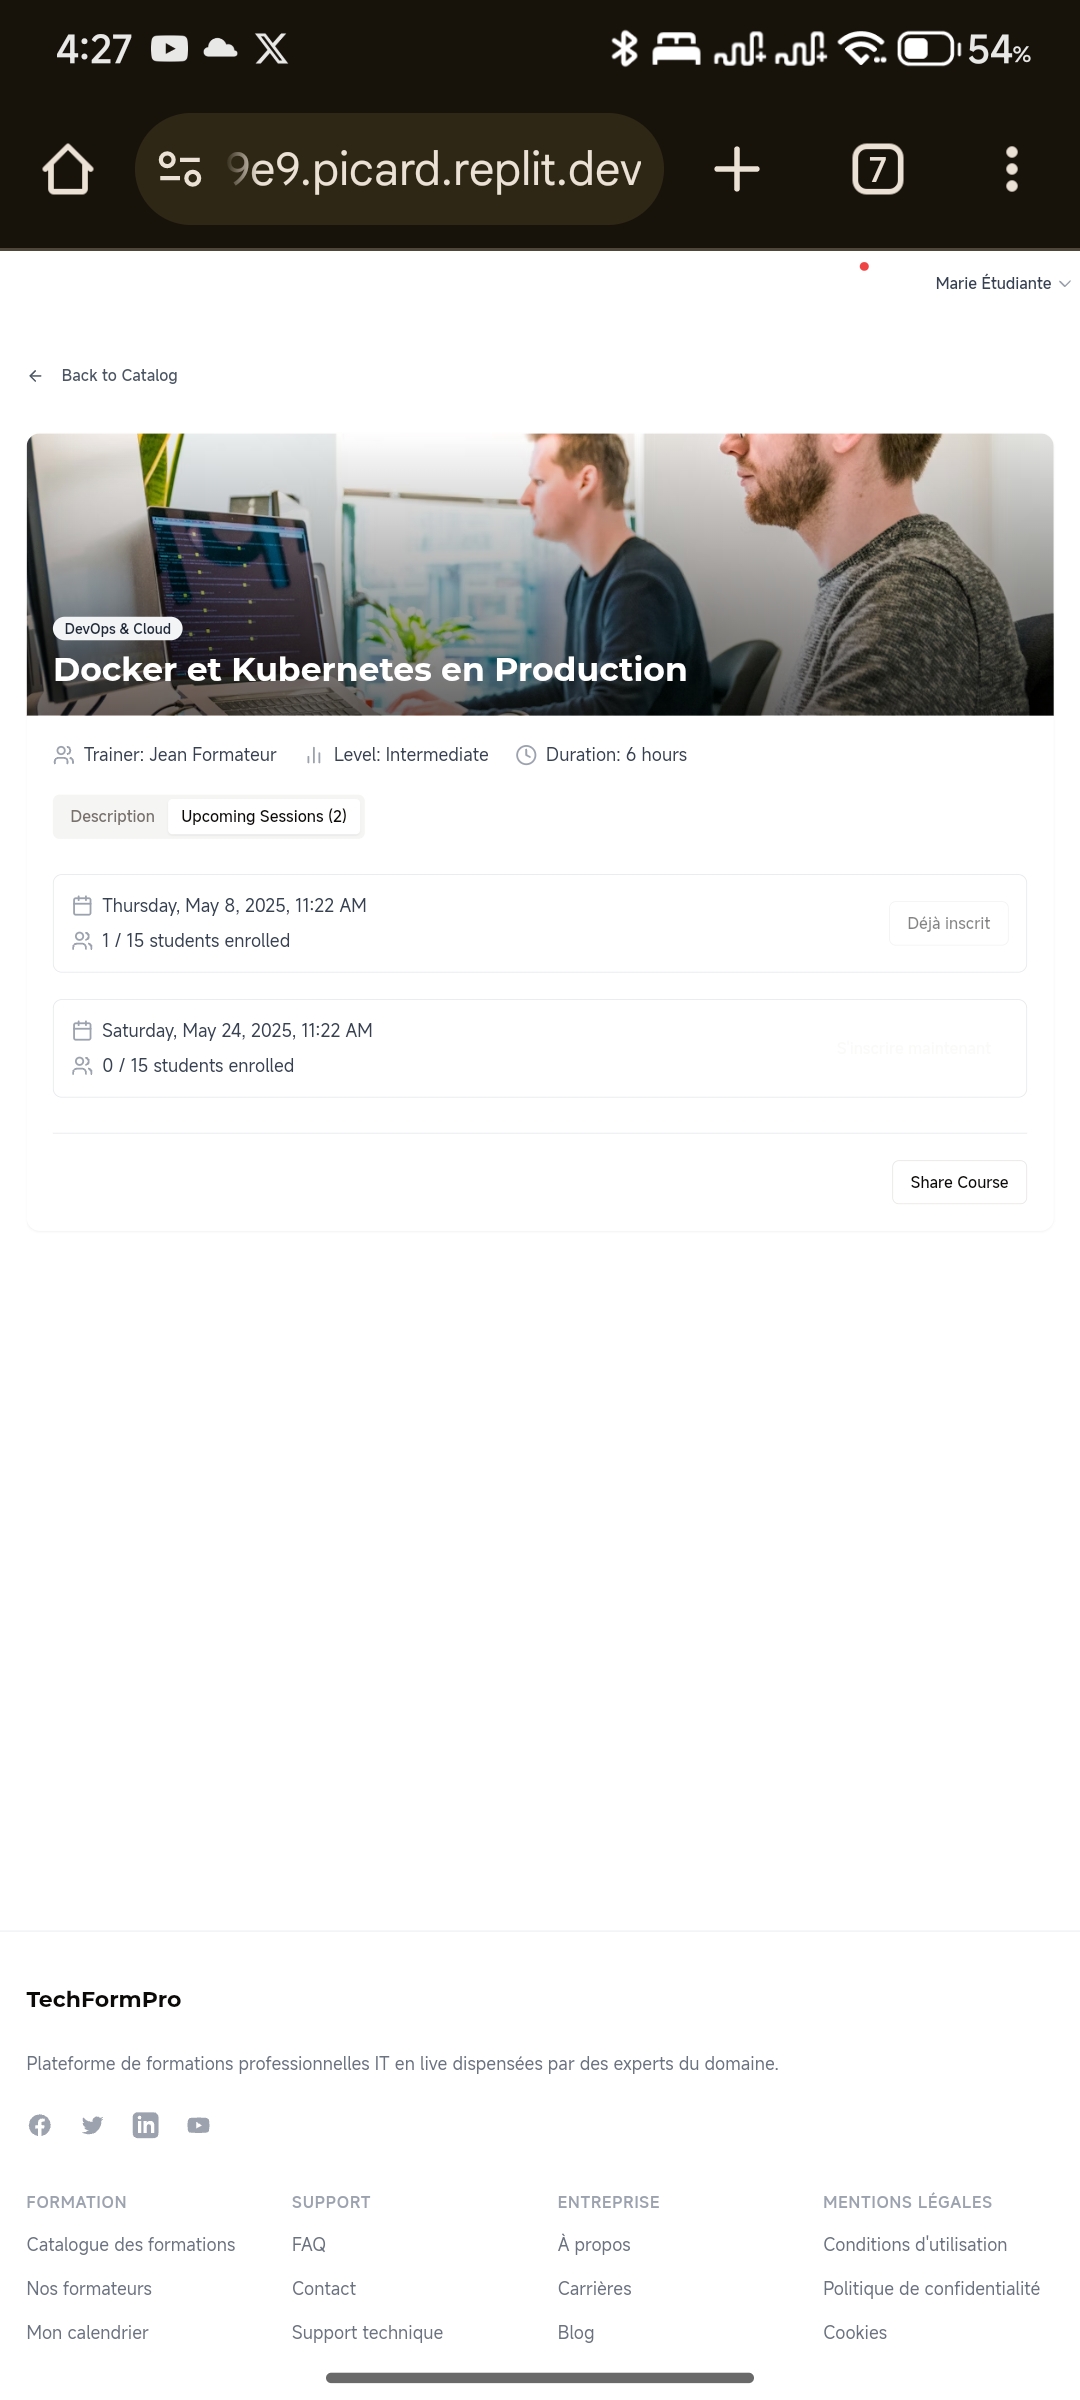 4:27
54%
9e9.picard.replit.dev
7
Marie Étudiante
Back to Catalog
DevOps & Cloud
Docker et Kubernetes en Production
Trainer: Jean Formateur Level: Intermediate Duration: 6 hours
Description Upcoming Sessions (2)
Thursday, May 8, 2025, 11:22 AM
1 / 15 students enrolled
Déjà inscrit
Saturday, May 24, 2025, 11:22 AM
0 / 15 students enrolled
S'inscrire maintenant
Share Course
TechFormPro
Plateforme de formations professionnelles IT en live dispensées par des experts du domaine.
FORMATION SUPPORT ENTREPRISE MENTIONS LÉGALES
Catalogue des formations FAQ À propos Conditions d'utilisation
Nos formateurs Contact Carrières Politique de confidentialité
Mon calendrier Support technique Blog Cookies